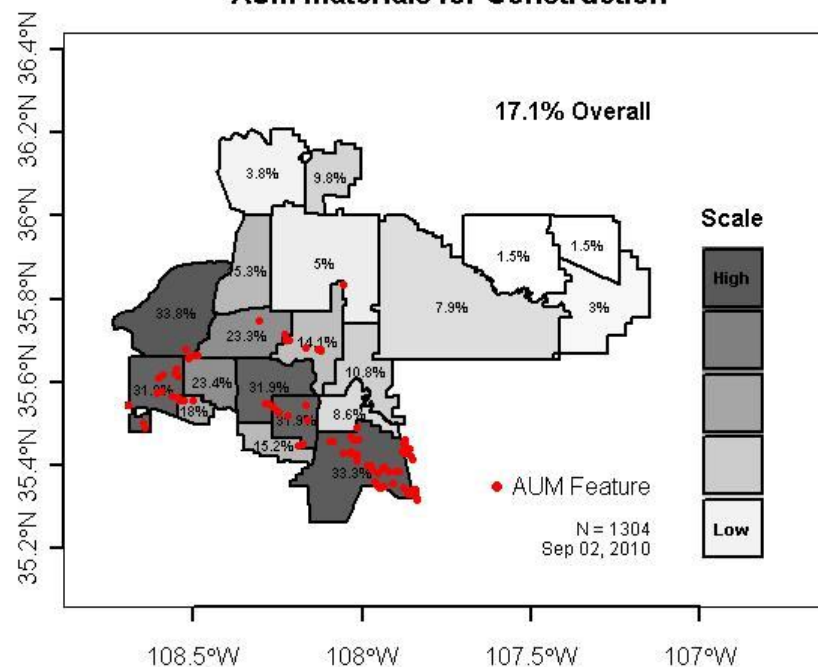 AUM Materials for Construction
36.4°N
36.2°N
36°N
35.8°N
35.6°N
35.4°N
35.2°N
17.1% Overall
3.8%
9.8%
5.3%
5%
1.5%
1.5%
3%
7.9%
33.8%
23.3%
14.1%
10.8%
23.4%
31.9%
18%
8.6%
15.2%
33.3%
Scale
High
Low
AUM Feature
N = 1304
Sep 02, 2010
108.5°W
108°W
107.5°W
107°W